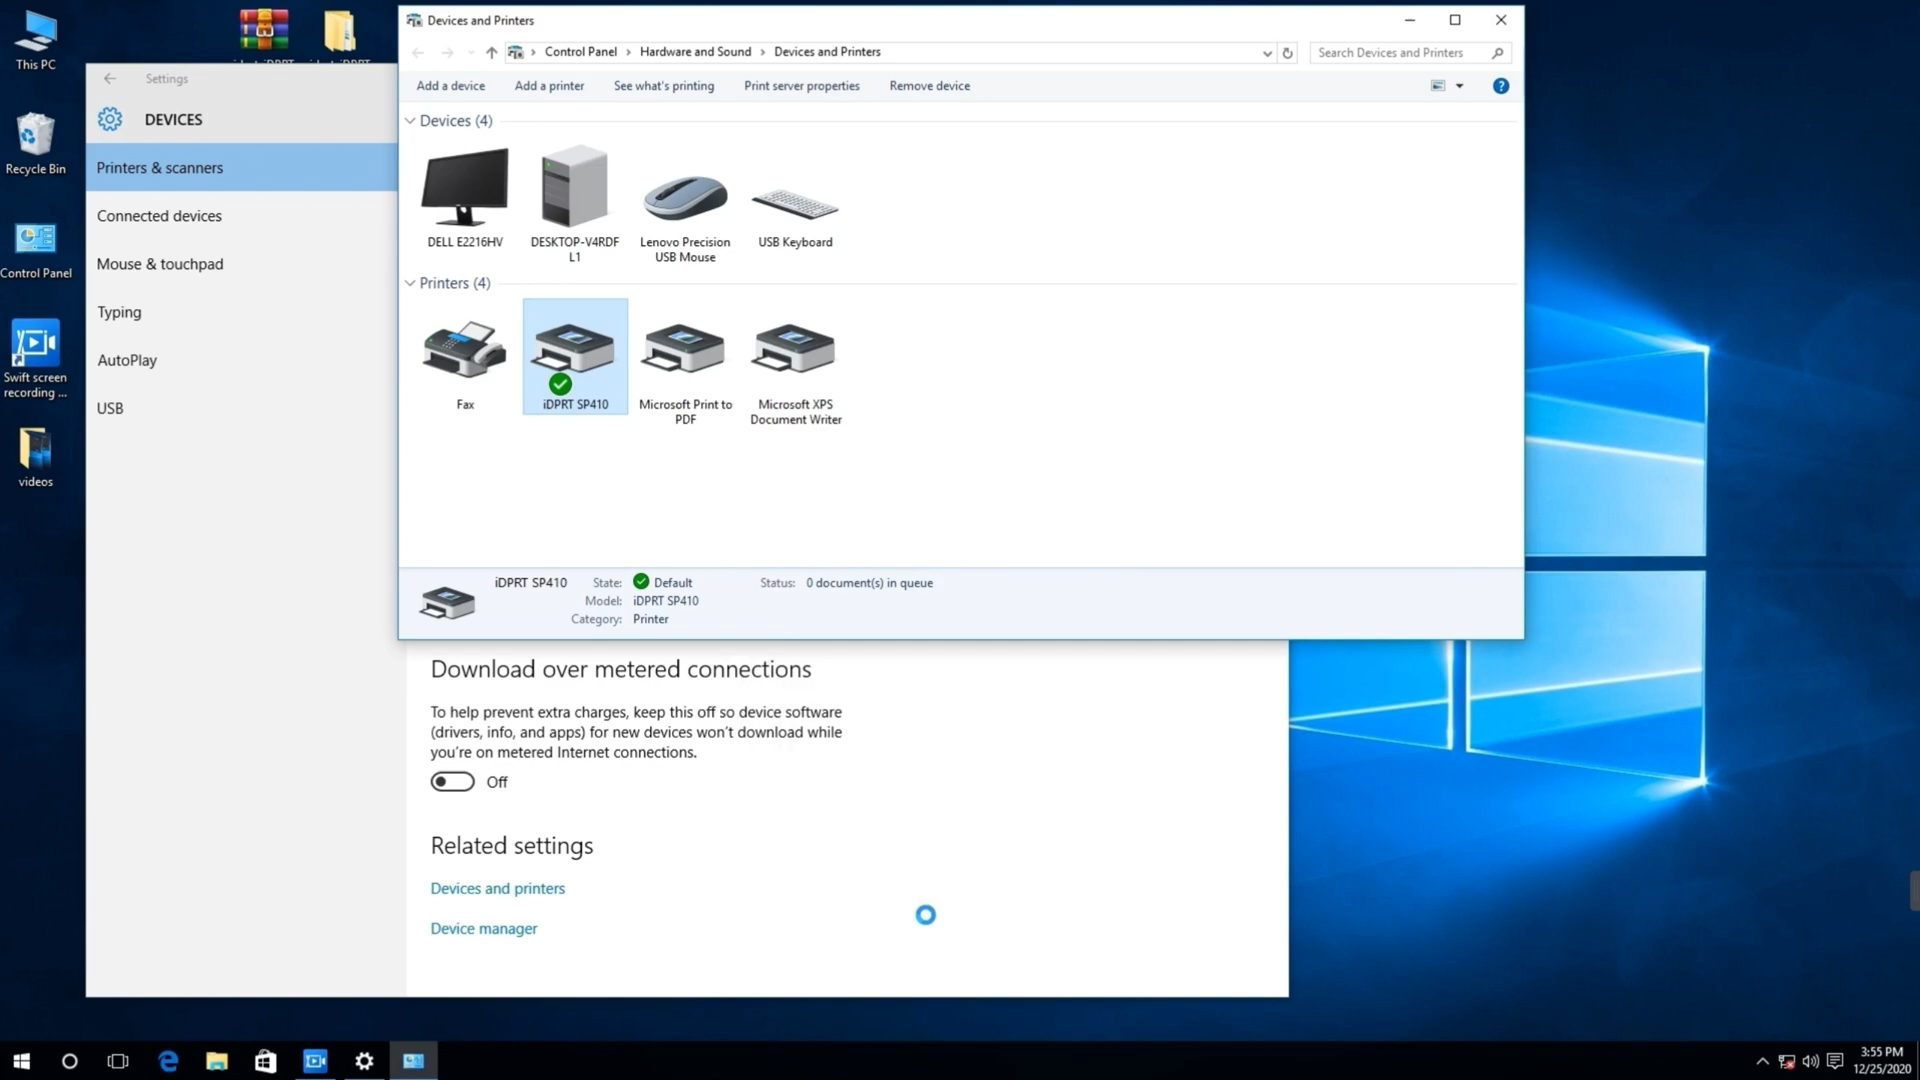 This PC
Recycle Bin
Control Panel
Swift screen
recording ...
videos
Settings
DEVICES
Printers & scanners
Connected devices
Mouse & touchpad
Typing
AutoPlay
USB
Devices and Printers
Control Panel > Hardware and Sound > Devices and Printers
Search Devices and Printers
Add a device
Add a printer
See what's printing
Print server properties
Remove device
Devices (4)
DELL E2216HV
DESKTOP-V4RDF
L1
Lenovo Precision
USB Mouse
USB Keyboard
Printers (4)
Fax
iDPRT SP410
Microsoft Print to
PDF
Microsoft XPS
Document Writer
iDPRT SP410
State: Default
Status: 0 document(s) in queue
Model: iDPRT SP410
Category: Printer
Download over metered connections
To help prevent extra charges, keep this off so device software
(drivers, info, and apps) for new devices won't download while
you're on metered Internet connections.
Off
Related settings
Devices and printers
Device manager
3:55 PM
12/25/2020